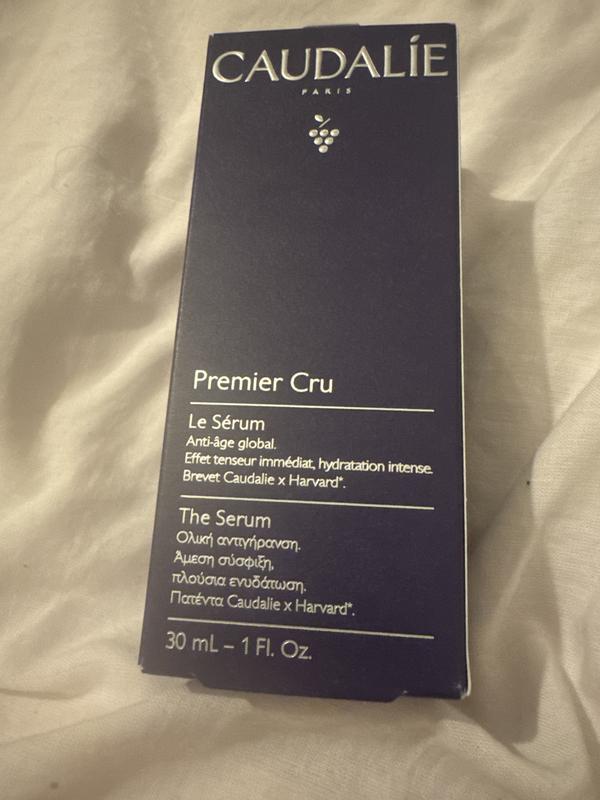 CAUDALÍE
PARIS
Premier Cru
Le Sérum
Anti-âge global.
Effet tenseur immédiat, hydratation intense.
Brevet Caudalie x Harvard*.
The Serum
Ολική αντιγήρανση.
Άμεση σύσφιξη,
πλούσια ενυδάτωση.
Πατέντα Caudalie x Harvard*.
30 mL – 1 Fl. Oz.